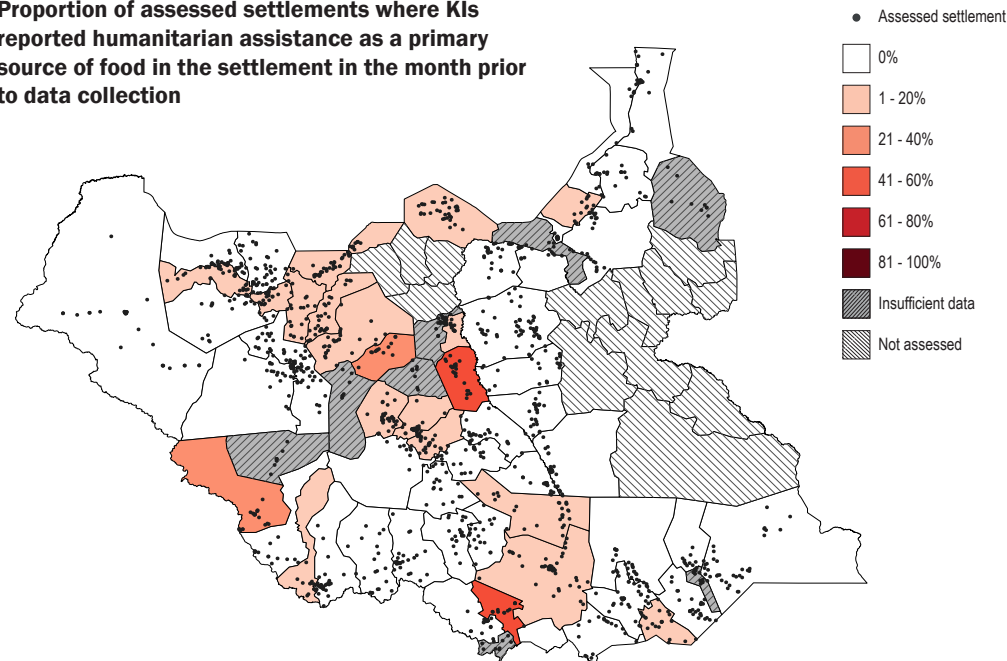 Proportion of assessed settlements where KIs
reported humanitarian assistance as a primary
source of food in the settlement in the month prior
to data collection
Assessed settlement
0%
1 - 20%
21 - 40%
41 - 60%
61 - 80%
81 - 100%
Insufficient data
Not assessed